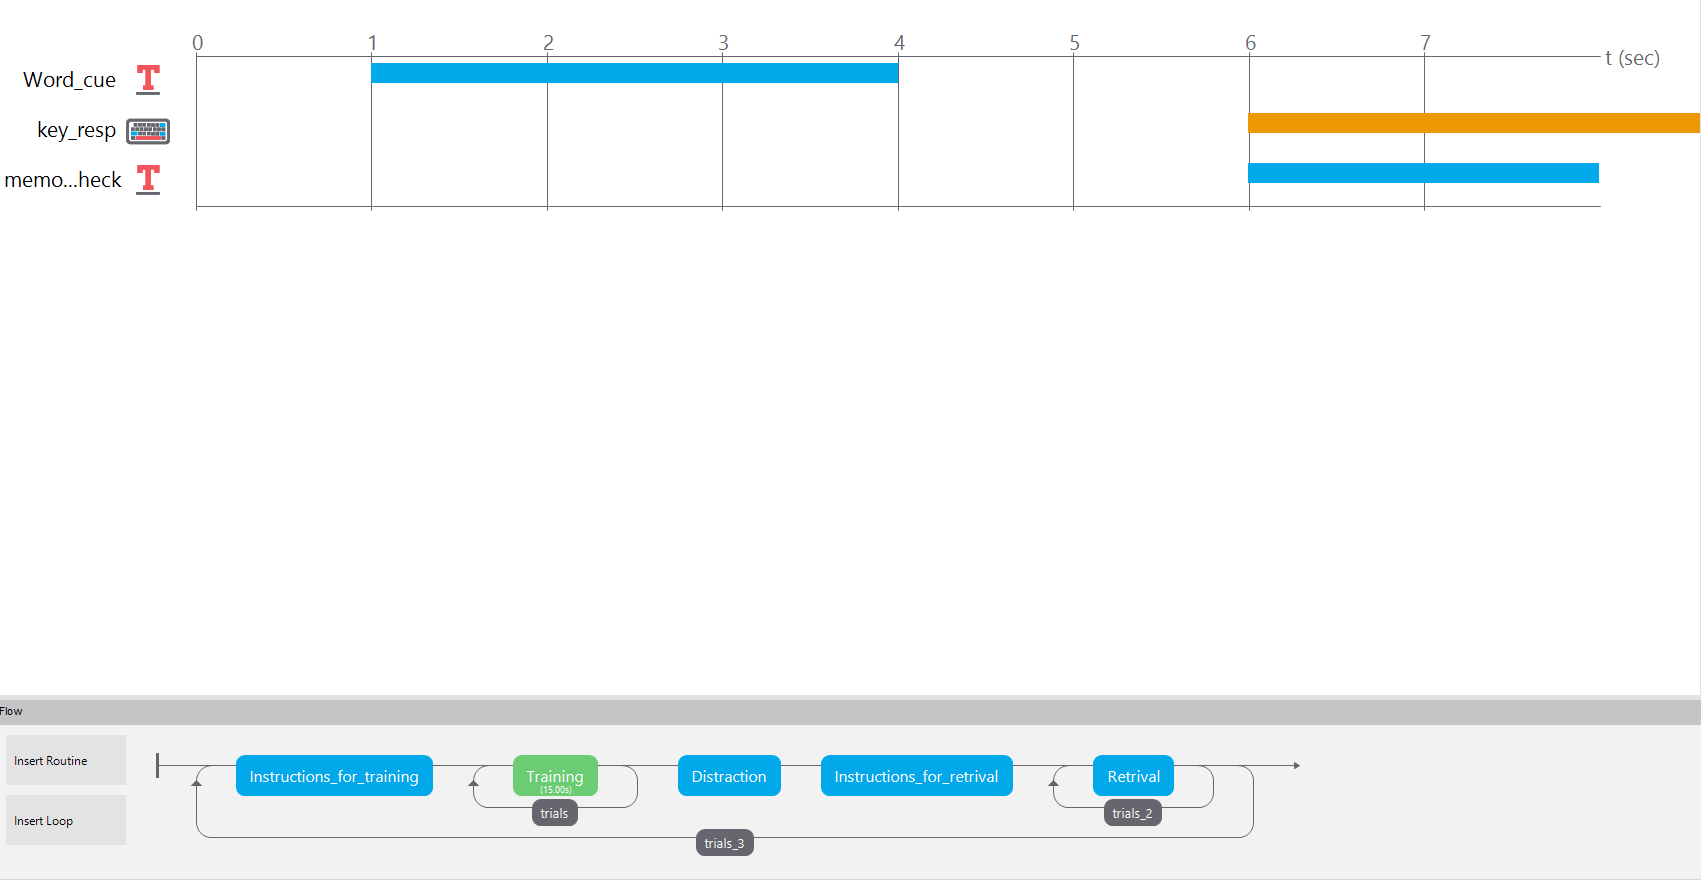 0 1 2 3 4 5 6 7 t (sec)
Word_cue
key_resp
memo...heck
Flow
Insert Routine
Insert Loop
Instructions_for_training
Training
(15.00s)
trials
Distraction
Instructions_for_retrival
Retrival
trials_2
trials_3